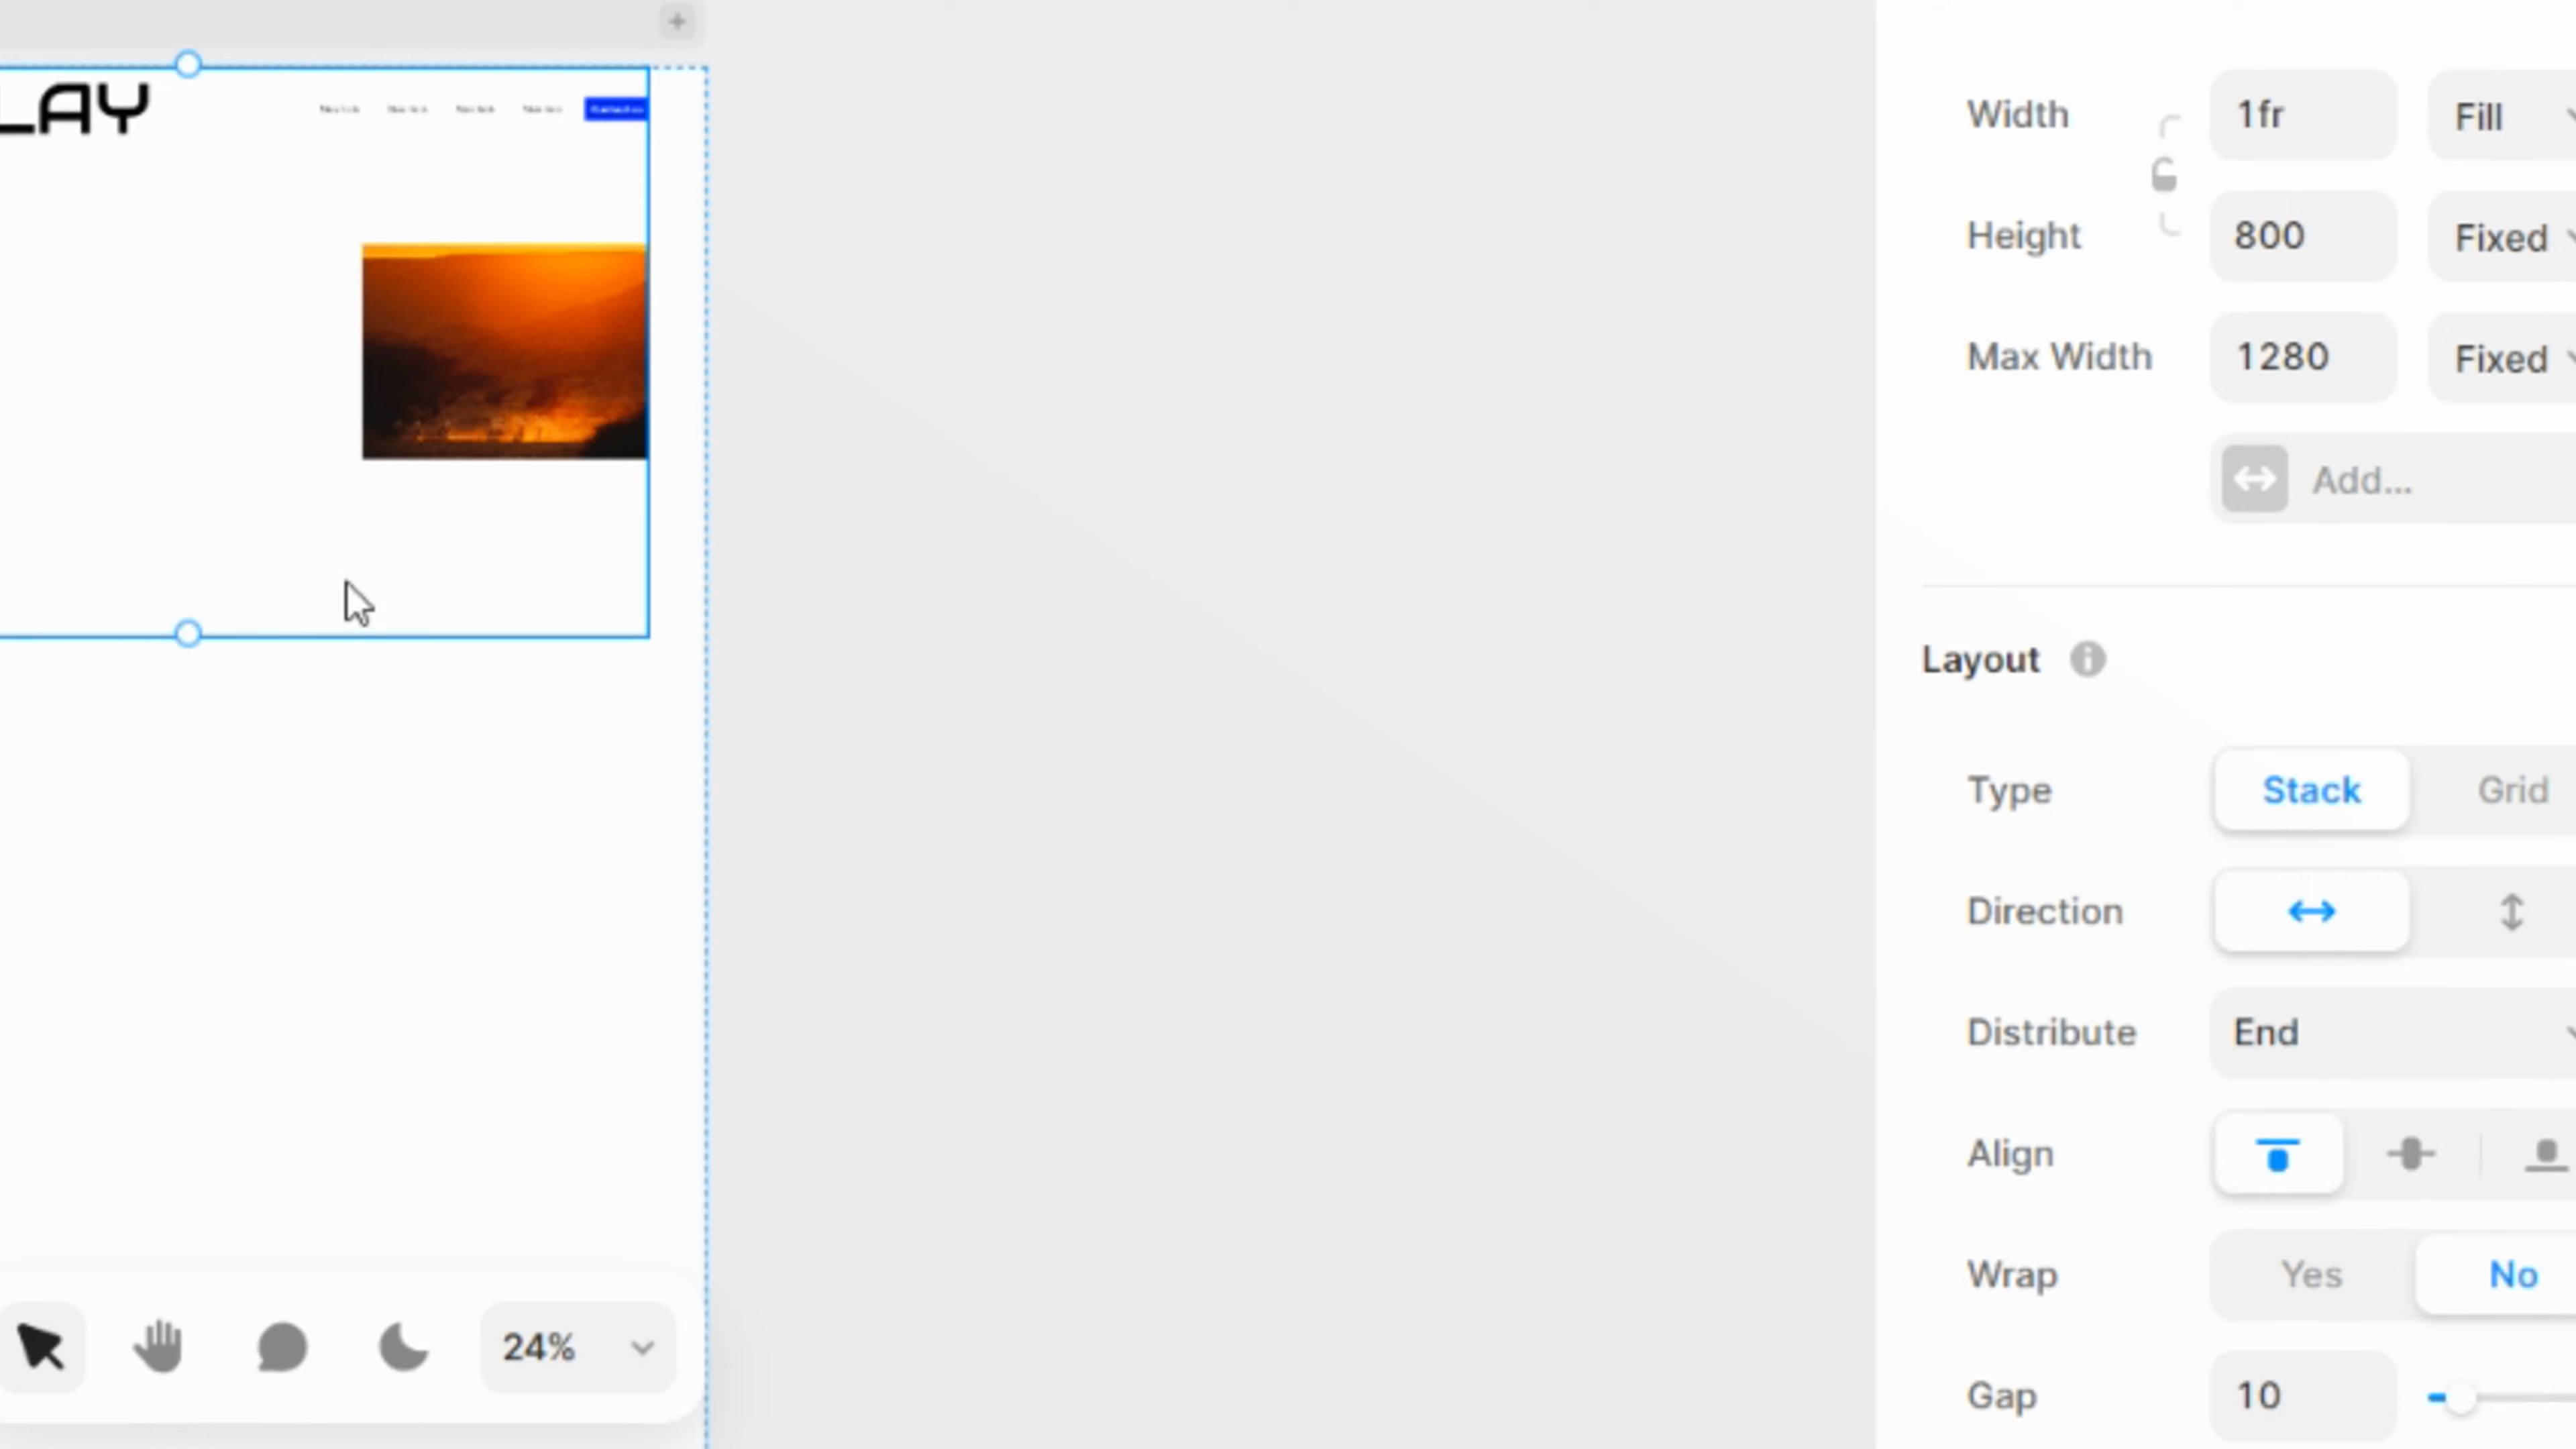 LAY
Width 1fr Fill
Height 800 Fixed
Max Width 1280 Fixed
Add...
Layout
Type Stack Grid
Direction
Distribute End
Align
Wrap Yes No
24%
Gap 10